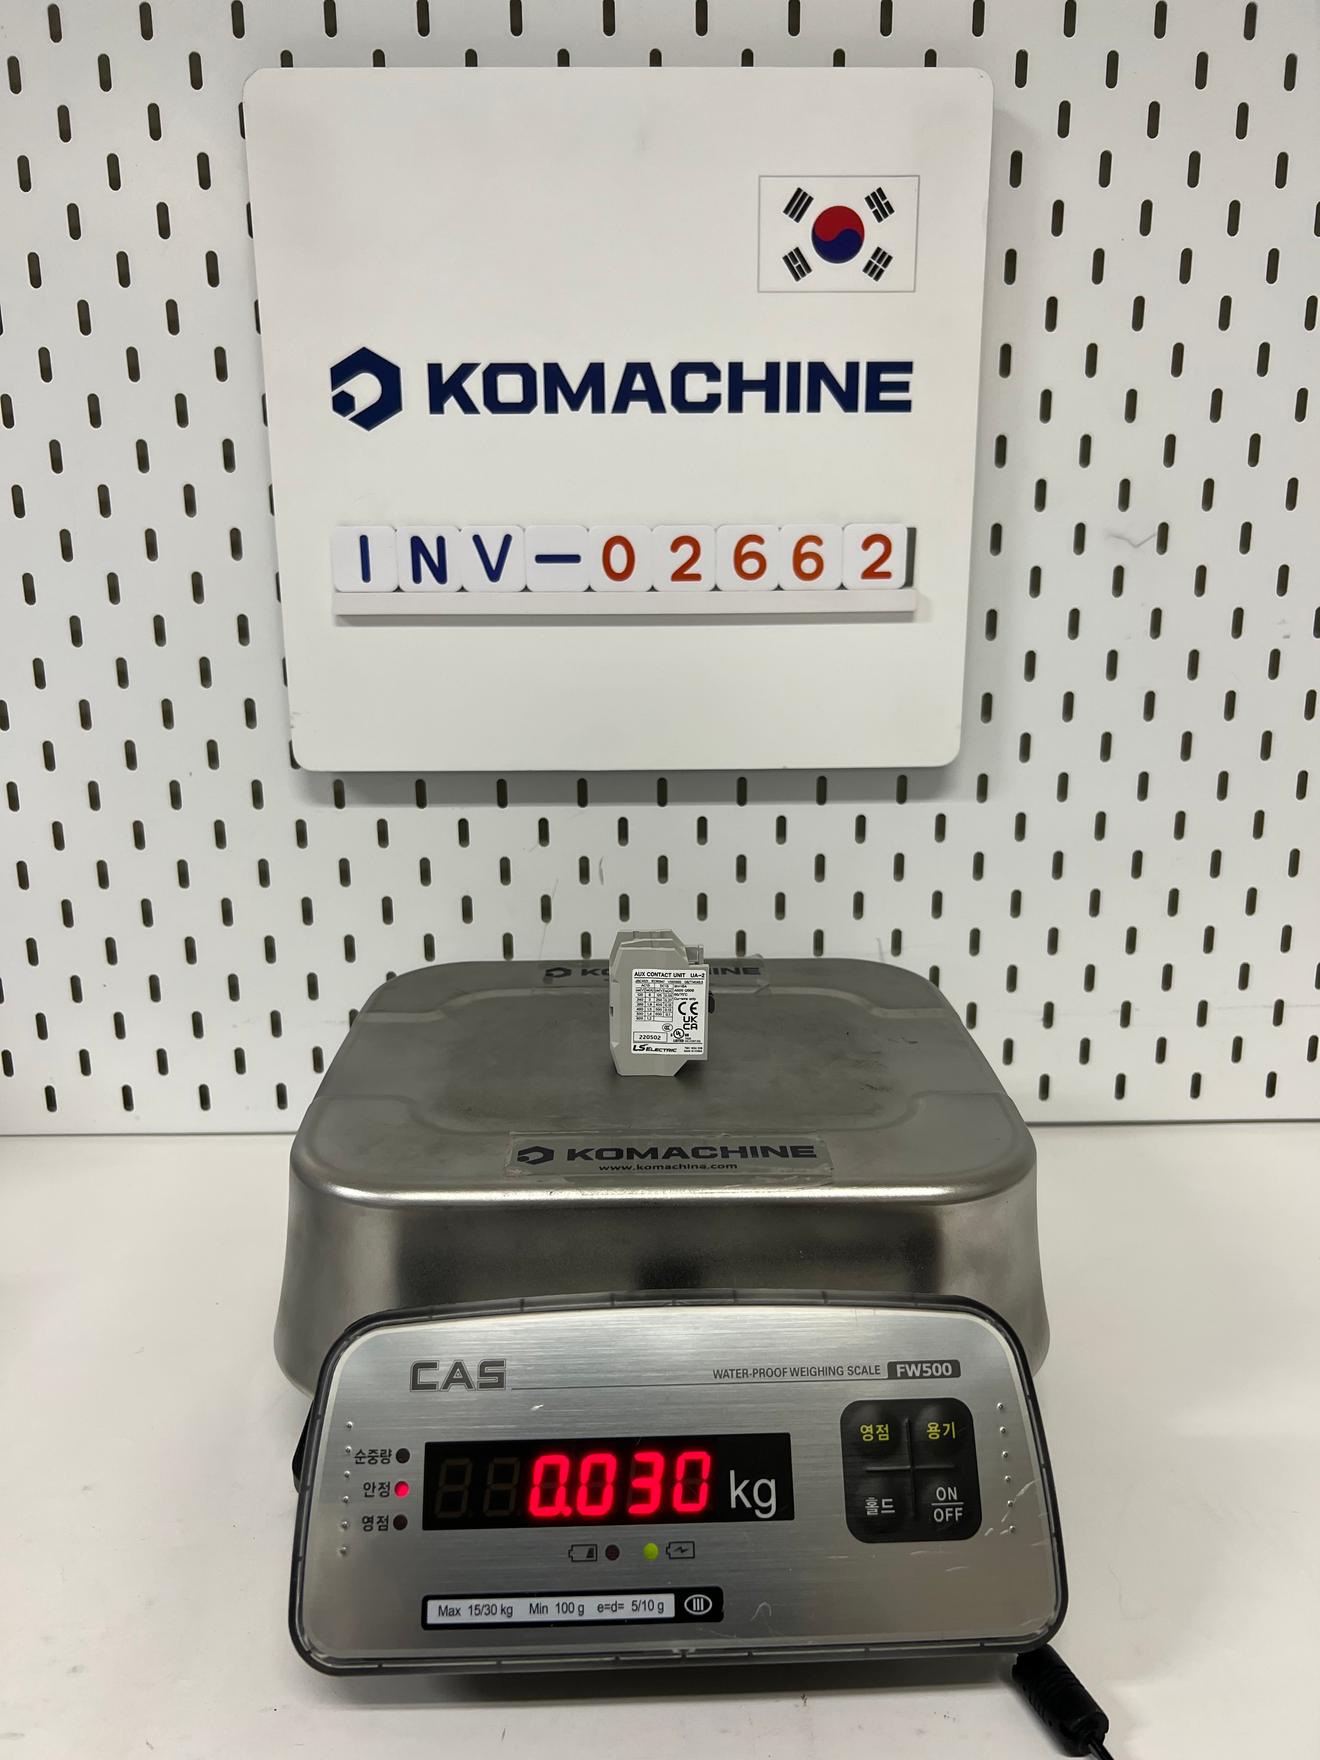 KOMACHINE
INV-02662
KOMACHINE
AUX CONTACT UNIT UA-2
220502
LS ELECTRIC
KOMACHINE
www.komachine.com
CAS
WATER-PROOF WEIGHING SCALE FW500
순중량
안정
영점
0.030 kg
영점
용기
홀드
ON
OFF
Max 15/30 kg Min 100 g e=d= 5/10 g III